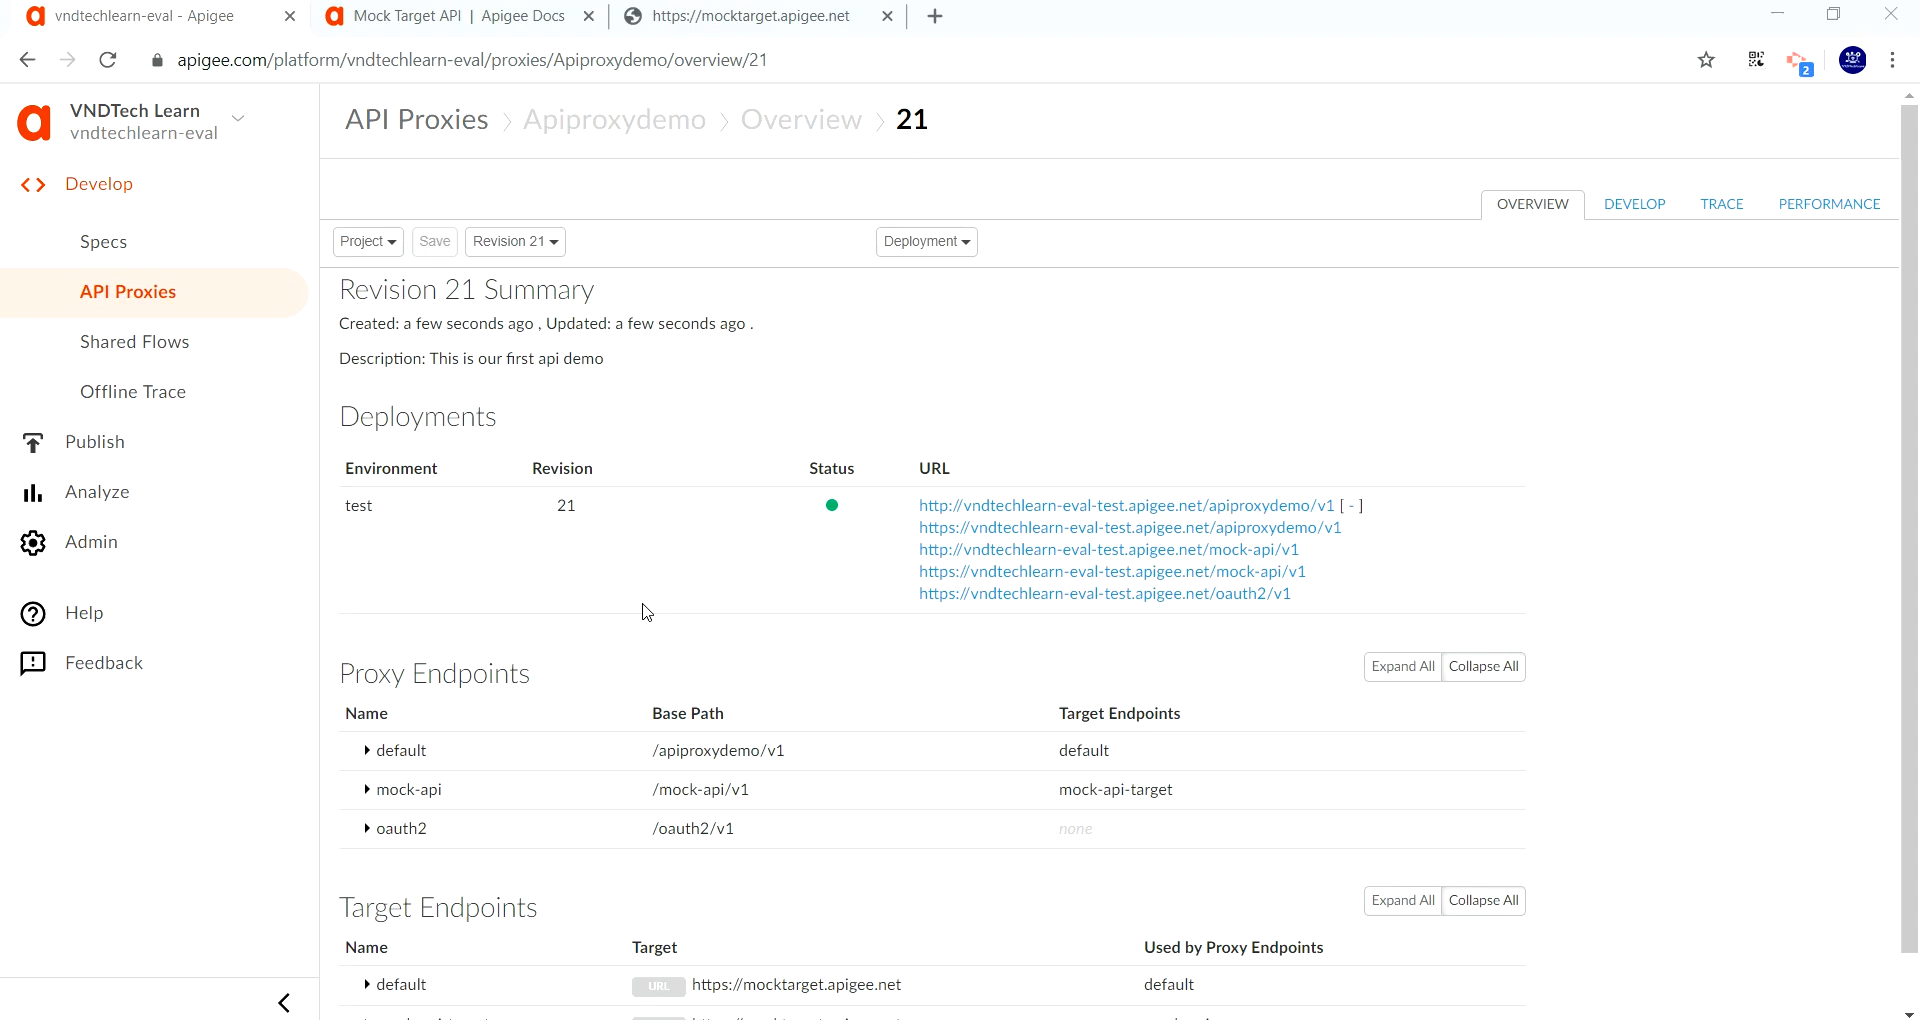 vndtechlearn-eval - Apigee
Mock Target API | Apigee Docs
https://mocktarget.apigee.net
apigee.com/platform/vndtechlearn-eval/proxies/Apiproxydemo/overview/21
2
VNDTech Learn
vndtechlearn-eval
API Proxies > Apiproxydemo > Overview > 21
Develop
Specs
API Proxies
Shared Flows
Offline Trace
Publish
Analyze
Admin
Help
Feedback
OVERVIEW DEVELOP TRACE PERFORMANCE
Project Save Revision 21 Deployment
Revision 21 Summary
Created: a few seconds ago , Updated: a few seconds ago .
Description: This is our first api demo
Deployments
Environment Revision Status URL
test 21 http://vndtechlearn-eval-test.apigee.net/apiproxydemo/v1 [ - ]
https://vndtechlearn-eval-test.apigee.net/apiproxydemo/v1
http://vndtechlearn-eval-test.apigee.net/mock-api/v1
https://vndtechlearn-eval-test.apigee.net/mock-api/v1
https://vndtechlearn-eval-test.apigee.net/oauth2/v1
Proxy Endpoints Expand All Collapse All
Name Base Path Target Endpoints
default /apiproxydemo/v1 default
mock-api /mock-api/v1 mock-api-target
oauth2 /oauth2/v1 none
Target Endpoints Expand All Collapse All
Name Target Used by Proxy Endpoints
default URL https://mocktarget.apigee.net default